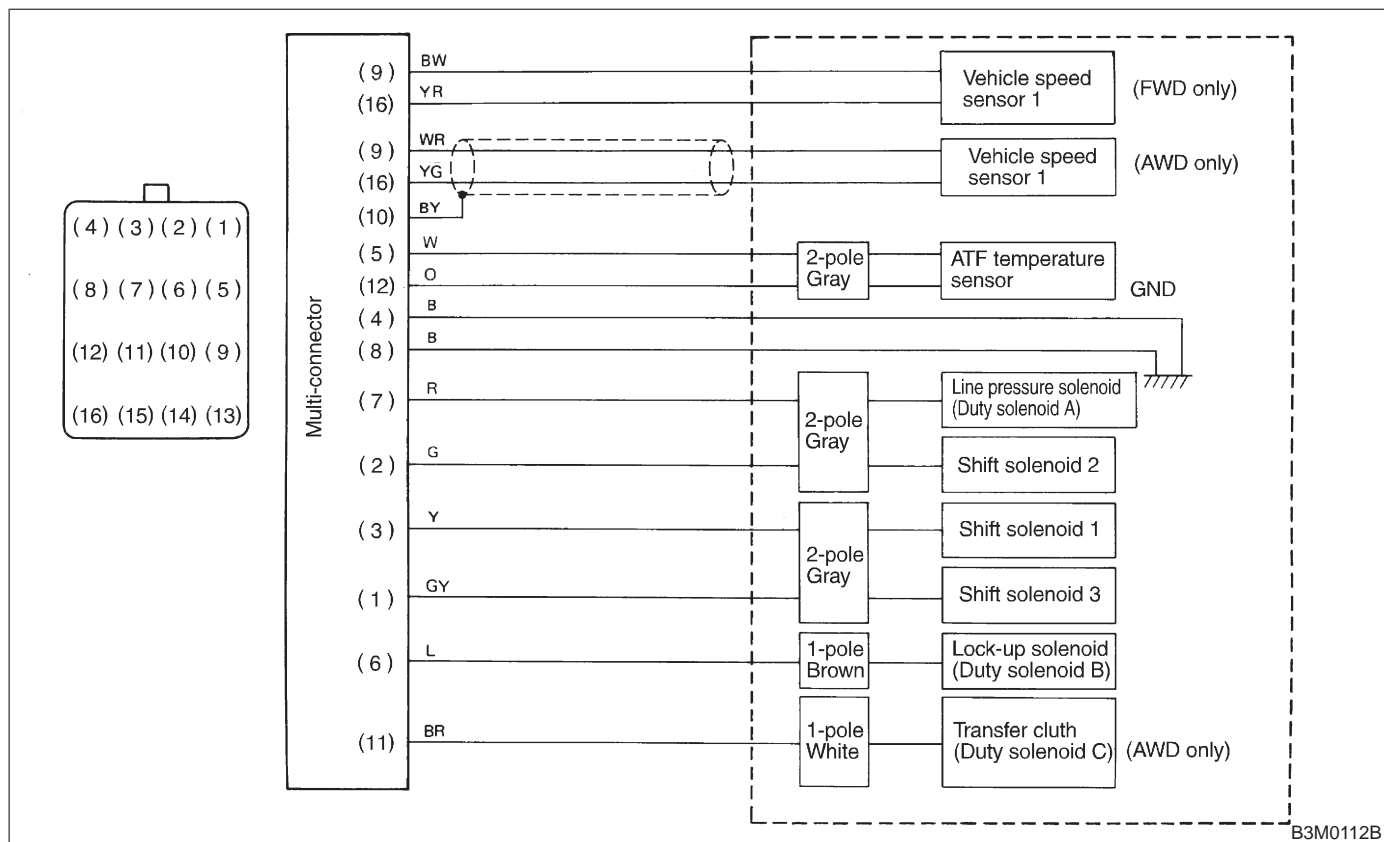 (4) (3) (2) (1)
(8) (7) (6) (5)
(12) (11) (10) (9)
(16) (15) (14) (13)
Multi-connector
(9) BW
(16) YR
Vehicle speed
sensor 1
(FWD only)
(9) WR
(16) YG
(10) BY
Vehicle speed
sensor 1
(AWD only)
(5) W
(12) O
2-pole
Gray
ATF temperature
sensor
GND
(4) B
(8) B
(7) R
(2) G
2-pole
Gray
Line pressure solenoid
(Duty solenoid A)
Shift solenoid 2
(3) Y
(1) GY
2-pole
Gray
Shift solenoid 1
Shift solenoid 3
(6) L
1-pole
Brown
Lock-up solenoid
(Duty solenoid B)
(11) BR
1-pole
White
Transfer cluth
(Duty solenoid C)
(AWD only)
B3M0112B